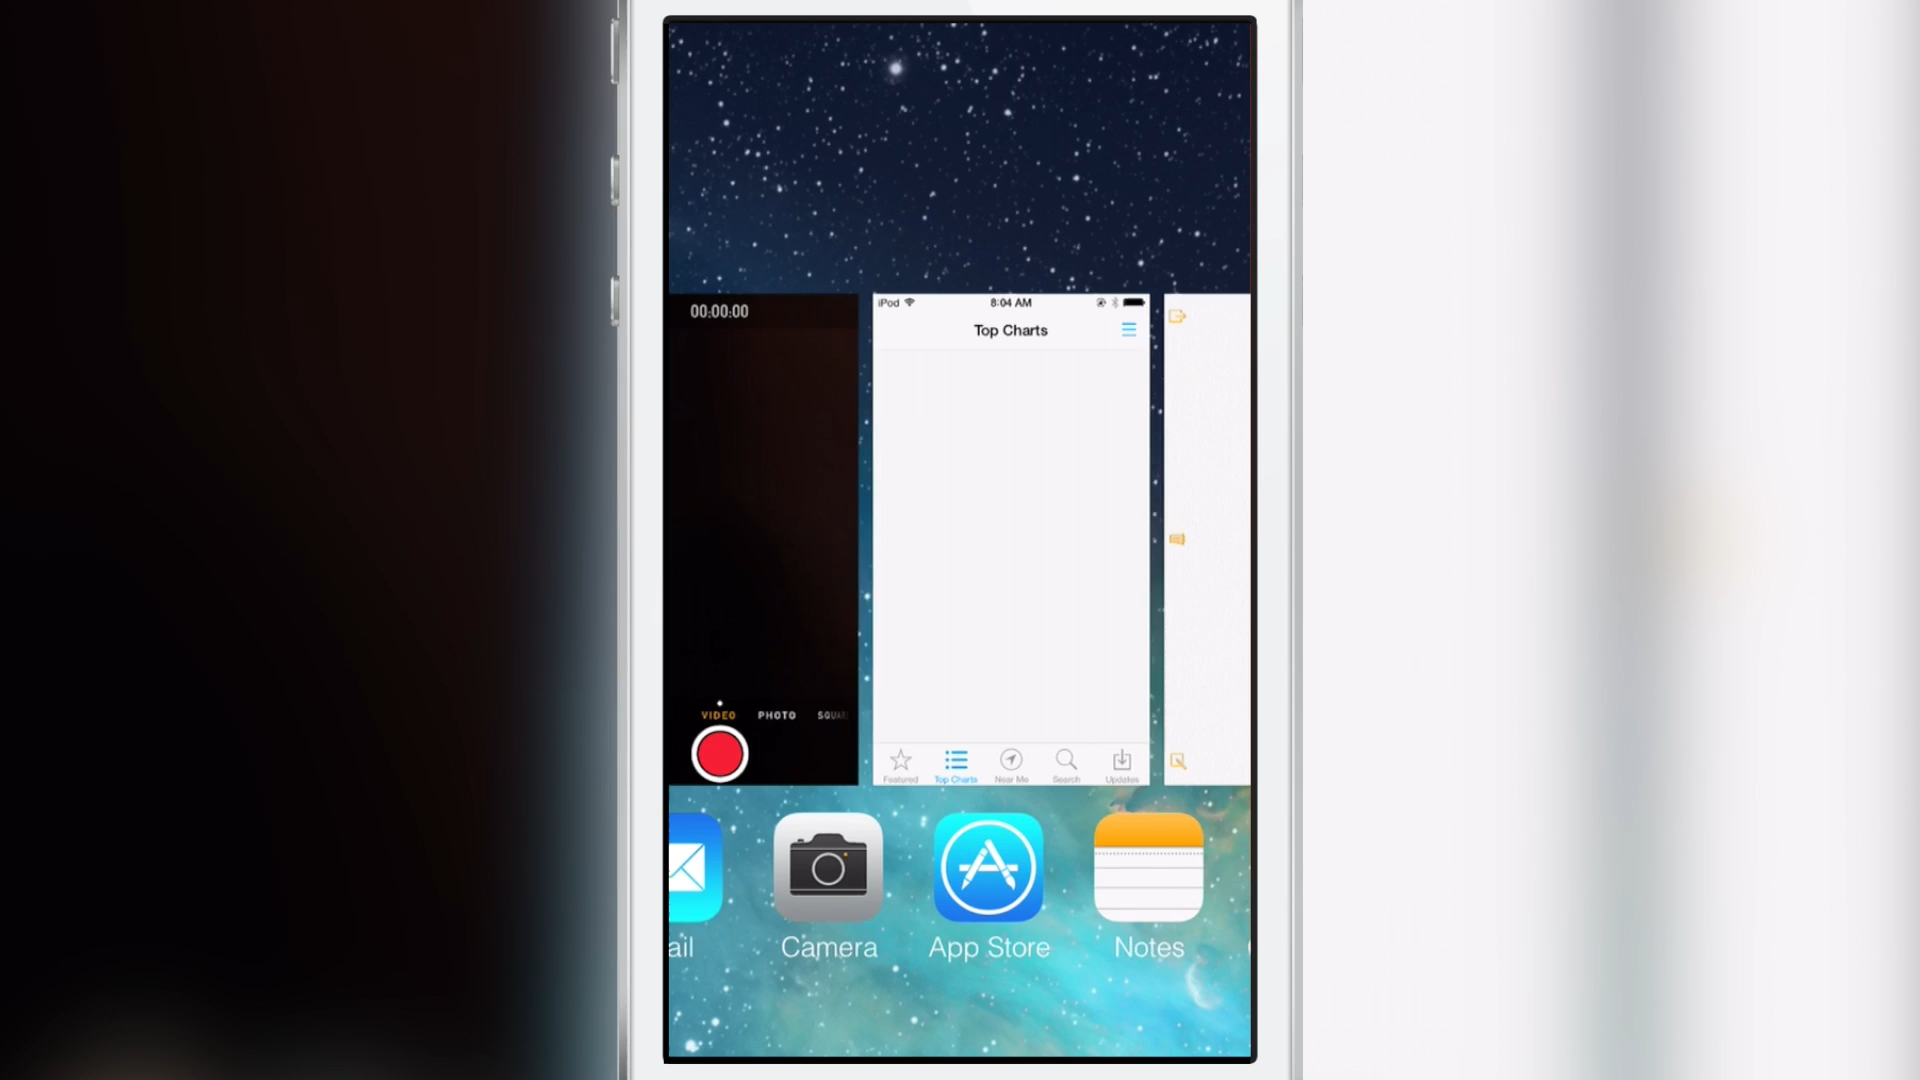 00:00:00
iPod 8:04 AM
Top Charts
VIDEO PHOTO SQUAR
Featured Top Charts Near Me Search Updates
ail Camera App Store Notes